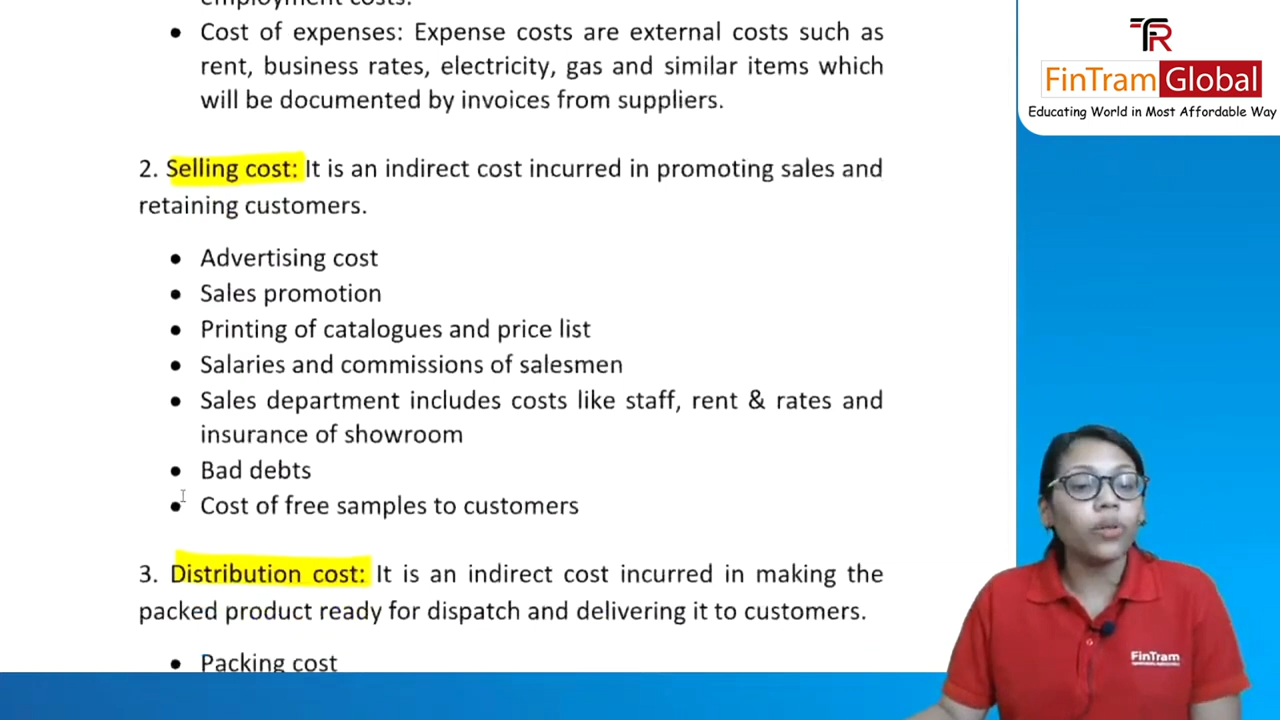 employment costs.
• Cost of expenses: Expense costs are external costs such as
rent, business rates, electricity, gas and similar items which
will be documented by invoices from suppliers.
2. Selling cost: It is an indirect cost incurred in promoting sales and
retaining customers.
• Advertising cost
• Sales promotion
• Printing of catalogues and price list
• Salaries and commissions of salesmen
• Sales department includes costs like staff, rent & rates and
insurance of showroom
• Bad debts
• Cost of free samples to customers
3. Distribution cost: It is an indirect cost incurred in making the
packed product ready for dispatch and delivering it to customers.
• Packing cost
TR
FinTram Global
Educating World in Most Affordable Way
FinTram